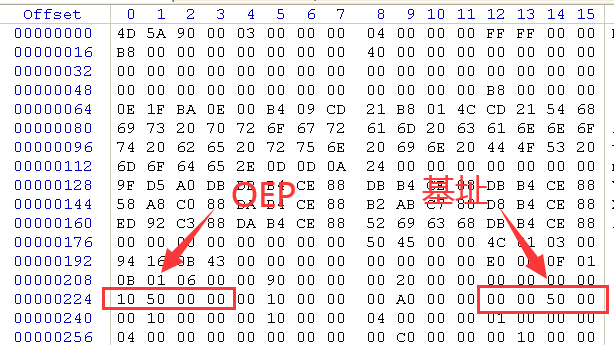 Offset 0 1 2 3 4 5 6 7 8 9 10 11 12 13 14 15
00000000 4D 5A 90 00 03 00 00 00 04 00 00 00 FF FF 00 00
00000016 B8 00 00 00 00 00 00 00 40 00 00 00 00 00 00 00
00000032 00 00 00 00 00 00 00 00 00 00 00 00 00 00 00 00
00000048 00 00 00 00 00 00 00 00 00 00 00 00 B8 00 00 00
00000064 0E 1F BA 0E 00 B4 09 CD 21 B8 01 4C CD 21 54 68
00000080 69 73 20 70 72 6F 67 72 61 6D 20 63 61 6E 6E 6F
00000096 74 20 62 65 20 72 75 6E 20 69 6E 20 44 4F 53 20
00000112 6D 6F 64 65 2E 0D 0D 0A 24 00 00 00 00 00 00 00
00000128 9F D5 A0 DB DB B4 CE 88 DB B4 CE 88 DB B4 CE 88
OEP
基址
00000144 58 A8 C0 88 DA B4 CE 88 B2 AB 88 D8 B4 CE 88
00000160 ED 92 C3 88 DA B4 CE 88 52 69 63 68 DB B4 CE 88
00000176 00 00 00 00 00 00 00 00 50 45 00 00 4C 01 03 00
00000192 94 16 43 00 00 00 00 00 00 00 00 E0 00 0F 01
00000208 0B 01 06 00 00 90 00 00 00 20 00 00 00 00 00 00
00000224 10 50 00 00 00 10 00 00 00 A0 00 00 00 00 50 00
00000240 00 10 00 00 00 10 00 00 04 00 00 00 01 00 00 00
00000256 04 00 00 00 00 00 00 00 00 C0 00 00 00 10 00 00